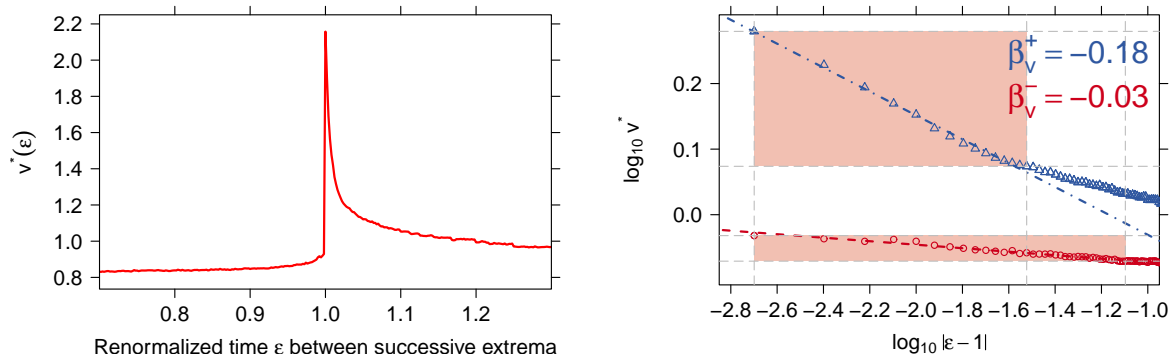 2.2
2.0
1.8
1.6
1.4
1.2
1.0
0.8
v*(ε)
0.8 0.9 1.0 1.1 1.2
Renormalized time ε between successive extrema
0.2
0.1
0.0
log₁₀ v*
β_v⁺ = −0.18
β_v⁻ = −0.03
−2.8 −2.6 −2.4 −2.2 −2.0 −1.8 −1.6 −1.4 −1.2 −1.0
log₁₀ |ε − 1|